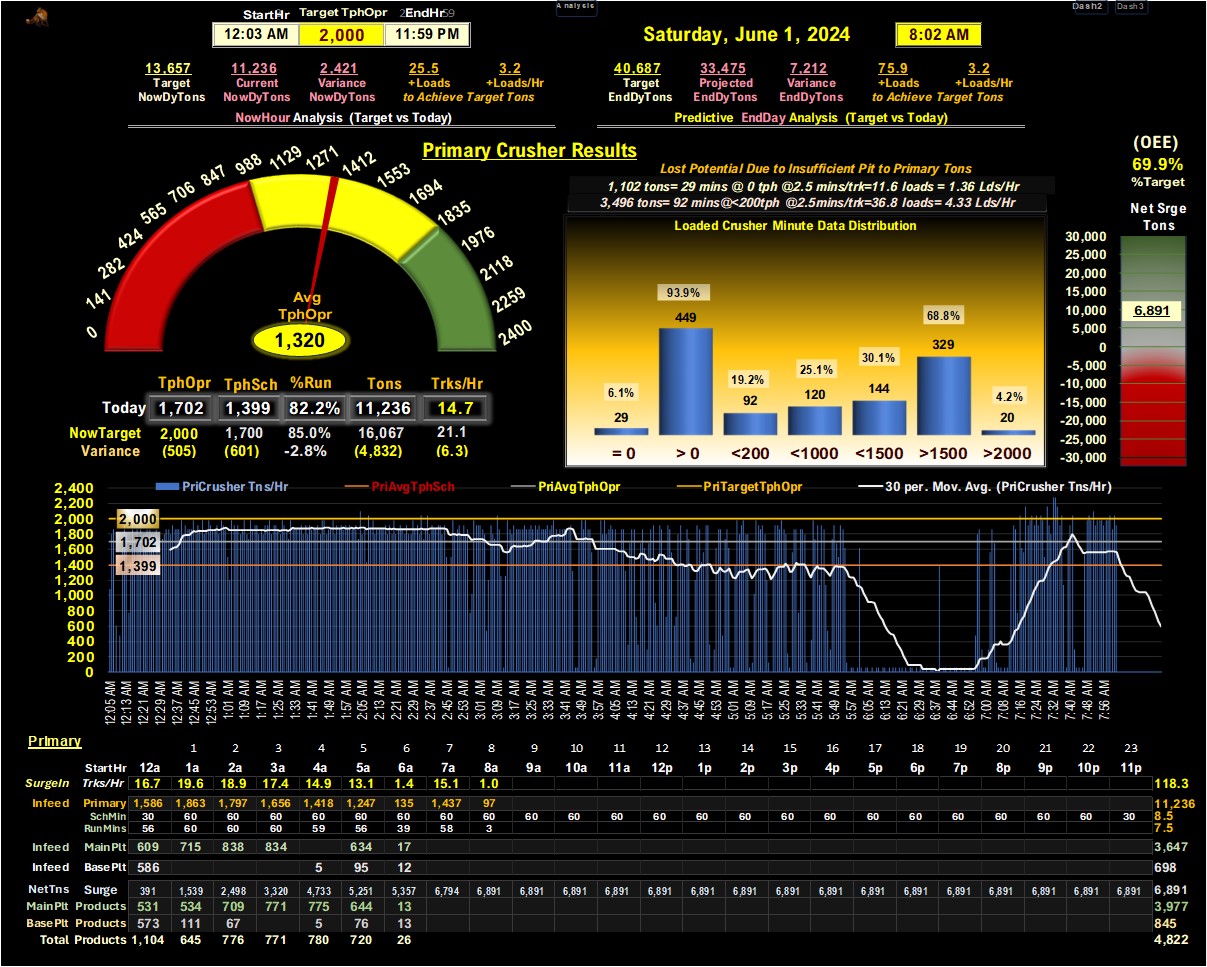 StartHr Target TphOpr EndHr
12:03 AM 2,000 11:59 PM
Analysis
Saturday, June 1, 2024 8:02 AM
Dash2 Dash3
13,657 11,236 2,421 25.5 3.2
Target Current Variance +Loads +Loads/Hr
NowDyTons NowDyTons NowDyTons to Achieve Target Tons
NowHour Analysis (Target vs Today)
40,687 33,475 7,212 75.9 3.2
Target Projected Variance +Loads +Loads/Hr
EndDyTons EndDyTons EndDyTons to Achieve Target Tons
Predictive EndDay Analysis (Target vs Today)
Primary Crusher Results
0 141 282 424 565 706 847 988 1129 1271 1412 1553 1694 1835 1976 2118 2259 2400
Avg
TphOpr
1,320
TphOpr TphSch %Run Tons Trks/Hr
Today 1,702 1,399 82.2% 11,236 14.7
NowTarget 2,000 1,700 85.0% 16,067 21.1
Variance (505) (601) -2.8% (4,832) (6.3)
Lost Potential Due to Insufficient Pit to Primary Tons
1,102 tons= 29 mins @ 0 tph @2.5 mins/trk=11.6 loads = 1.36 Lds/Hr
3,496 tons= 92 mins@<200tph @2.5mins/trk=36.8 loads= 4.33 Lds/Hr
Loaded Crusher Minute Data Distribution
6.1% 93.9% 19.2% 25.1% 30.1% 68.8% 4.2%
29 449 92 120 144 329 20
= 0 > 0 <200 <1000 <1500 >1500 >2000
(OEE)
69.9%
%Target
Net Srge
Tons
30,000
25,000
20,000
15,000
10,000
5,000
0
-5,000
-10,000
-15,000
-20,000
-25,000
-30,000
6,891
PriCrusher Tns/Hr PriAvgTphSch PriAvgTphOpr PriTargetTphOpr 30 per. Mov. Avg. (PriCrusher Tns/Hr)
2,400
2,200
2,000
1,800
1,600
1,400
1,200
1,000
800
600
400
200
0
2,000
1,702
1,399
12:05 AM 12:13 AM 12:21 AM 12:29 AM 12:37 AM 12:45 AM 12:53 AM 1:01 AM 1:09 AM 1:17 AM 1:25 AM 1:33 AM 1:41 AM 1:49 AM 1:57 AM 2:05 AM 2:13 AM 2:21 AM 2:29 AM 2:37 AM 2:45 AM 2:53 AM 3:01 AM 3:09 AM 3:17 AM 3:25 AM 3:33 AM 3:41 AM 3:49 AM 3:57 AM 4:05 AM 4:13 AM 4:21 AM 4:29 AM 4:37 AM 4:45 AM 4:53 AM 5:01 AM 5:09 AM 5:17 AM 5:25 AM 5:33 AM 5:41 AM 5:49 AM 5:57 AM 6:05 AM 6:13 AM 6:21 AM 6:29 AM 6:37 AM 6:44 AM 6:52 AM 7:00 AM 7:08 AM 7:16 AM 7:24 AM 7:32 AM 7:40 AM 7:48 AM 7:56 AM
Primary
1 2 3 4 5 6 7 8 9 10 11 12 13 14 15 16 17 18 19 20 21 22 23
StartHr 12a 1a 2a 3a 4a 5a 6a 7a 8a 9a 10a 11a 12p 1p 2p 3p 4p 5p 6p 7p 8p 9p 10p 11p
SurgeIn Trks/Hr 16.7 19.6 18.9 17.4 14.9 13.1 1.4 15.1 1.0 118.3
Infeed Primary 1,586 1,863 1,797 1,656 1,418 1,247 135 1,437 97 11,236
SchMin 30 60 60 60 60 60 60 60 60 60 60 60 60 60 60 60 60 60 60 60 60 60 60 30 8.5
RunMins 56 60 60 60 59 56 39 58 3 7.5
Infeed MainPlt 609 715 838 834 634 17 3,647
Infeed BasePlt 586 5 95 12 698
NetTns Surge 391 1,539 2,498 3,320 4,733 5,251 5,357 6,794 6,891 6,891 6,891 6,891 6,891 6,891 6,891 6,891 6,891 6,891 6,891 6,891 6,891 6,891 6,891 6,891 6,891
MainPlt Products 531 534 709 771 775 644 13 3,977
BasePlt Products 573 111 67 5 76 13 845
Total Products 1,104 645 776 771 780 720 26 4,822